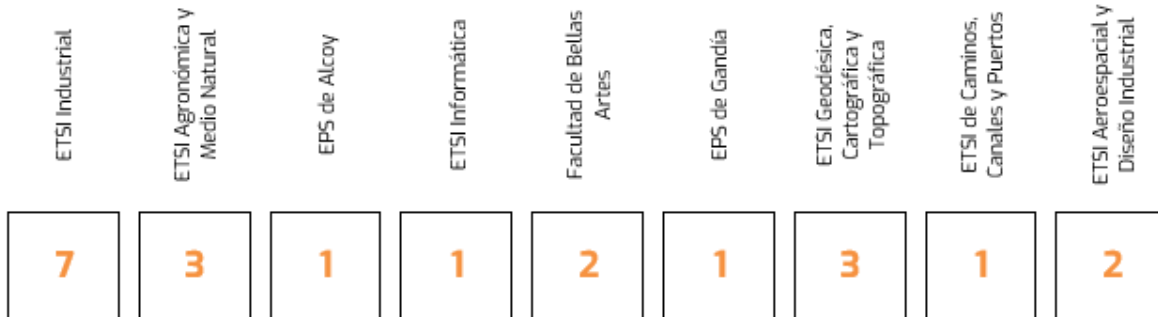 ETSI Industrial
ETSI Agronómica y
Medio Natural
EPS de Alcoy
ETSI Informática
Facultad de Bellas
Artes
EPS de Gandía
ETSI Geodésica,
Cartográfica y
Topográfica
ETSI de Caminos,
Canales y Puertos
ETSI Aeroespacial y
Diseño Industrial
7 3 1 1 2 1 3 1 2